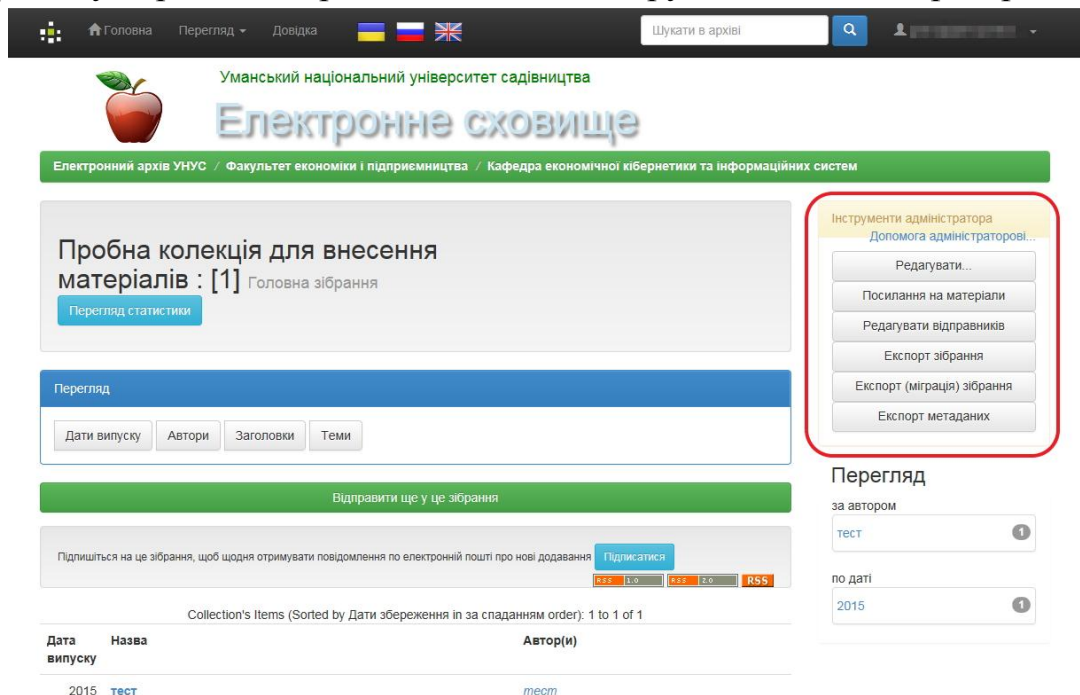 Головна Перегляд Довідка Шукати в архіві
Уманський національний університет садівництва
Електронне сховище
Електронний архів УНУС / Факультет економіки і підприємництва / Кафедра економічної кібернетики та інформаційних систем
Пробна колекція для внесення
матеріалів : [1] Головна зібрання
Перегляд статистики
Перегляд
Дати випуску Автори Заголовки Теми
Відправити ще у це зібрання
Підпишіться на це зібрання, щоб щодня отримувати повідомлення по електронній пошті про нові додавання Підписатися
RSS 1.0 RSS 2.0 RSS
Collection's Items (Sorted by Дати збереження in за спаданням order): 1 to 1 of 1
Дата Назва Автор(и)
випуску
2015 тест тест
Інструменти адміністратора
Допомога адміністраторові...
Редагувати...
Посилання на матеріали
Редагувати відправників
Експорт зібрання
Експорт (міграція) зібрання
Експорт метаданих
Перегляд
за автором
тест 1
по даті
2015 1